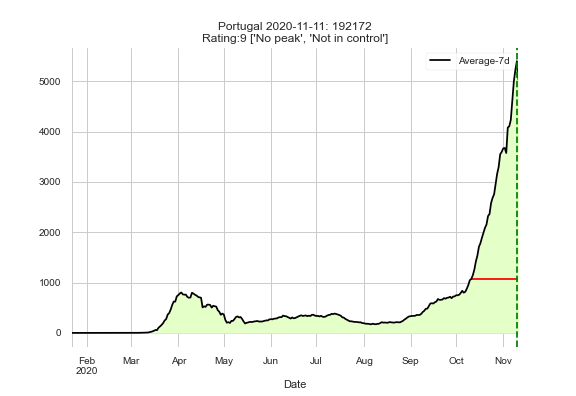 Portugal 2020-11-11: 192172
Rating:9 ['No peak', 'Not in control']
Average-7d
5000
4000
3000
2000
1000
0
Feb Mar Apr May Jun Jul Aug Sep Oct Nov
2020
Date